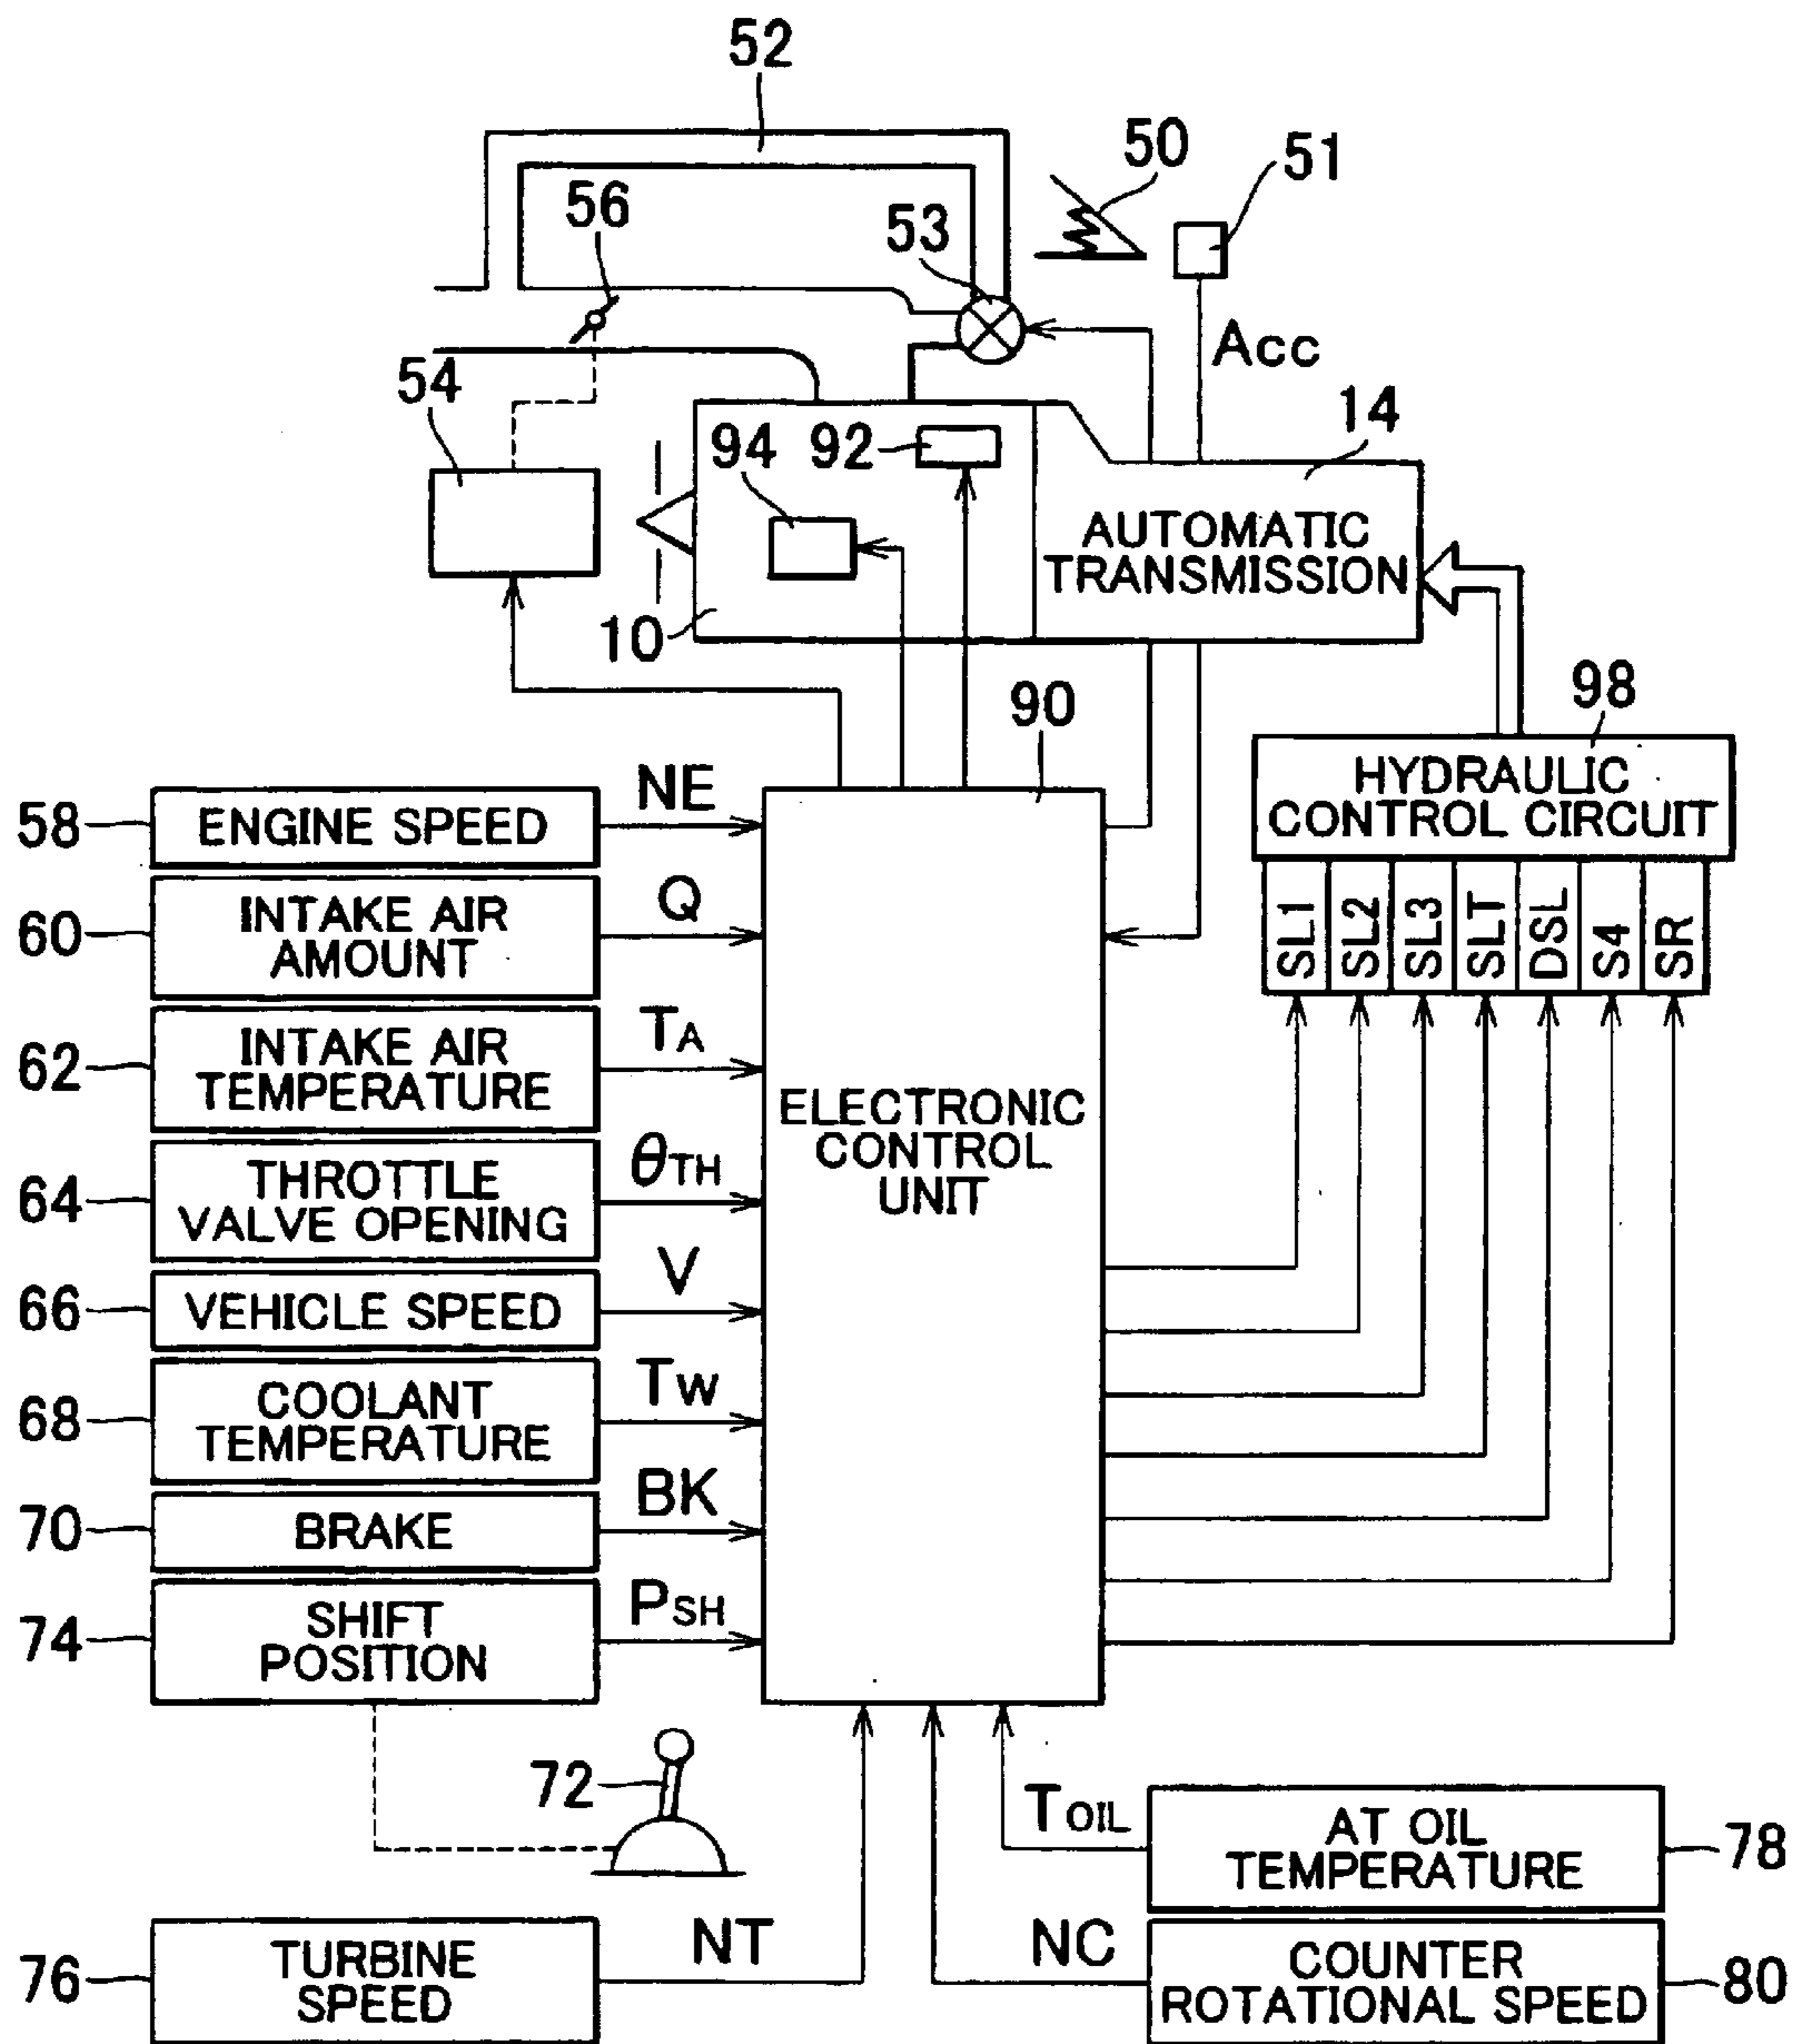 52
50
51
56
53
Acc
54
14
94
92
AUTOMATIC
TRANSMISSION
10
98
90
HYDRAULIC
CONTROL CIRCUIT
SL1
SL2
SL3
SLT
DSL
S4
SR
58
ENGINE SPEED
NE
60
INTAKE AIR
AMOUNT
Q
62
INTAKE AIR
TEMPERATURE
TA
64
THROTTLE
VALVE OPENING
θTH
66
VEHICLE SPEED
V
68
COOLANT
TEMPERATURE
TW
70
BRAKE
BK
74
SHIFT
POSITION
PSH
ELECTRONIC
CONTROL
UNIT
72
TOIL
AT OIL
TEMPERATURE
78
76
TURBINE
SPEED
NT
NC
COUNTER
ROTATIONAL SPEED
80